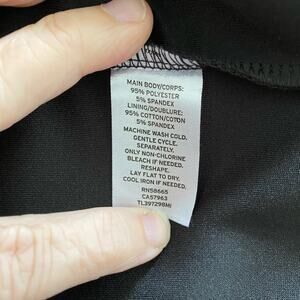 MAIN BODY/CORPS:
95% POLYESTER
5% SPANDEX
LINING/DOUBLURE:
95% COTTON/COTON
5% SPANDEX
MACHINE WASH COLD.
GENTLE CYCLE.
SEPARATELY.
ONLY NON-CHLORINE
BLEACH IF NEEDED.
RESHAPE.
LAY FLAT TO DRY.
COOL IRON IF NEEDED.
RN58665
CA57963
TL397298MI